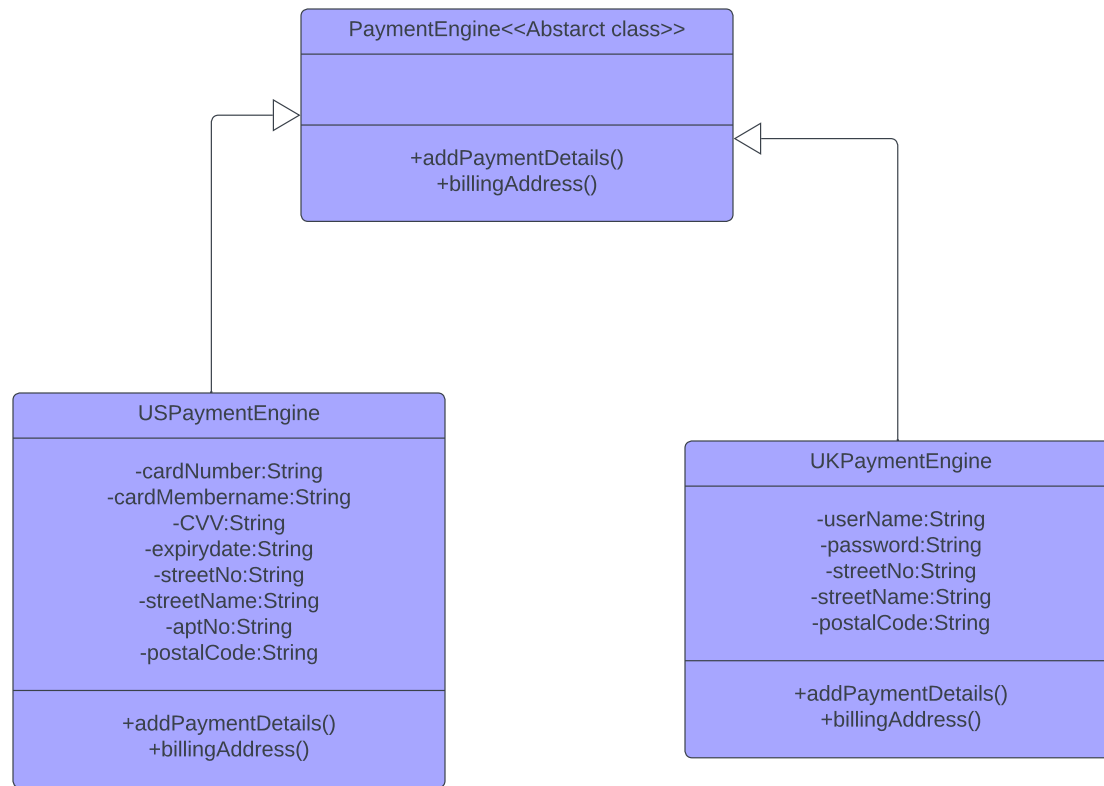 PaymentEngine<<Abstarct class>>
+addPaymentDetails()
+billingAddress()
USPaymentEngine
-cardNumber:String
-cardMembername:String
-CVV:String
-expirydate:String
-streetNo:String
-streetName:String
-aptNo:String
-postalCode:String
+addPaymentDetails()
+billingAddress()
UKPaymentEngine
-userName:String
-password:String
-streetNo:String
-streetName:String
-postalCode:String
+addPaymentDetails()
+billingAddress()